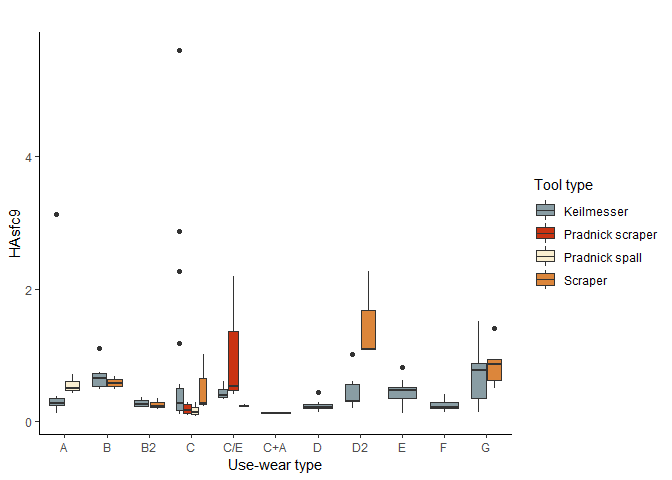 HAsfc9
4
2
0
A B B2 C C/E C+A D D2 E F G
Use-wear type
Tool type
Keilmesser
Pradnick scraper
Pradnick spall
Scraper